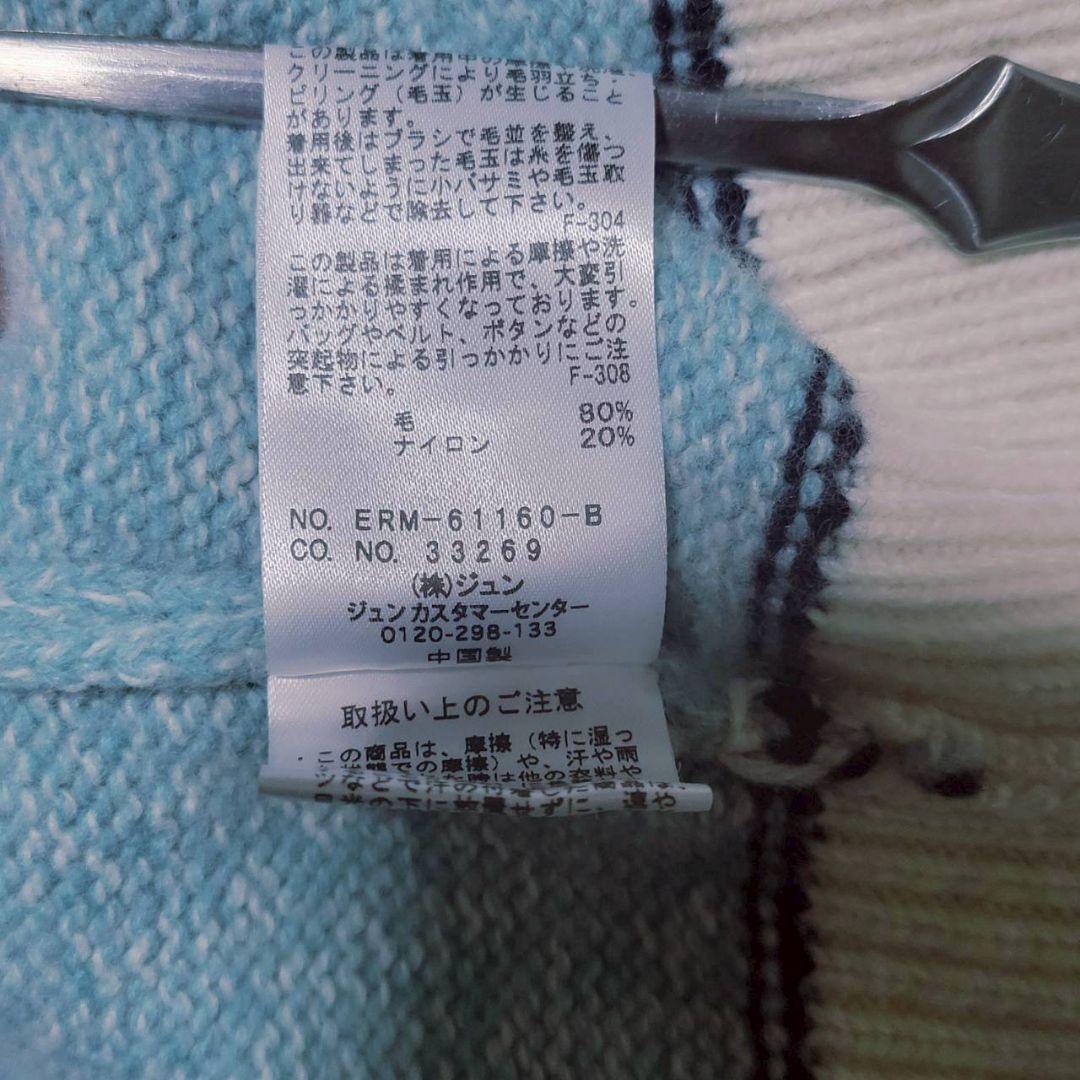 この製品は着用中の摩擦や
クリーニングにより毛羽立ち・
ピリング（毛玉）が生じること
があります。
着用後はブラシで毛並を整え、
出来てしまった毛玉は糸を傷つ
けないように小バサミや毛玉取
り器などで除去して下さい。
F-304
この製品は着用による摩擦や洗
濯による揉まれ作用で、大変引
っかかりやすくなっております。
バッグやベルト、ボタンなどの
突起物による引っかかりにご注
意下さい。
F-308
毛 80%
ナイロン 20%
NO. ERM-61160-B
CO. NO. 33269
(株)ジュン
ジュンカスタマーセンター
0120-298-133
中国製
取扱い上のご注意
この商品は、摩擦（特に湿っ
た状態での摩擦）や、汗や雨